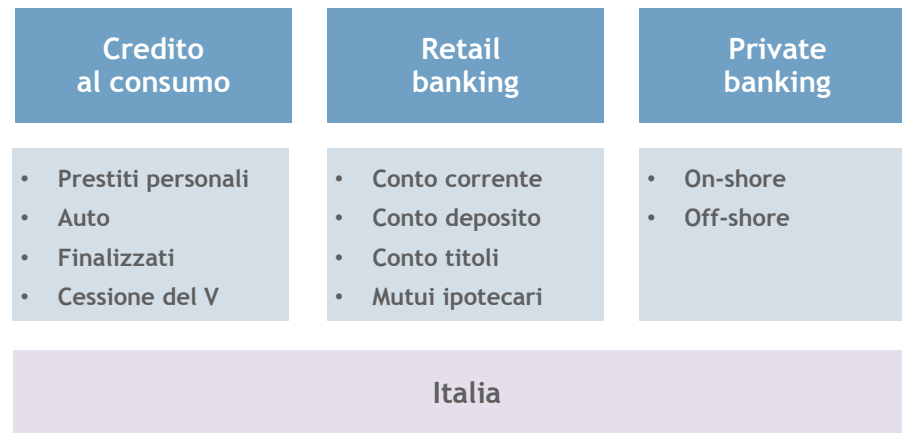 Credito
al consumo
Retail
banking
Private
banking
• Prestiti personali
• Auto
• Finalizzati
• Cessione del V
• Conto corrente
• Conto deposito
• Conto titoli
• Mutui ipotecari
• On-shore
• Off-shore
Italia